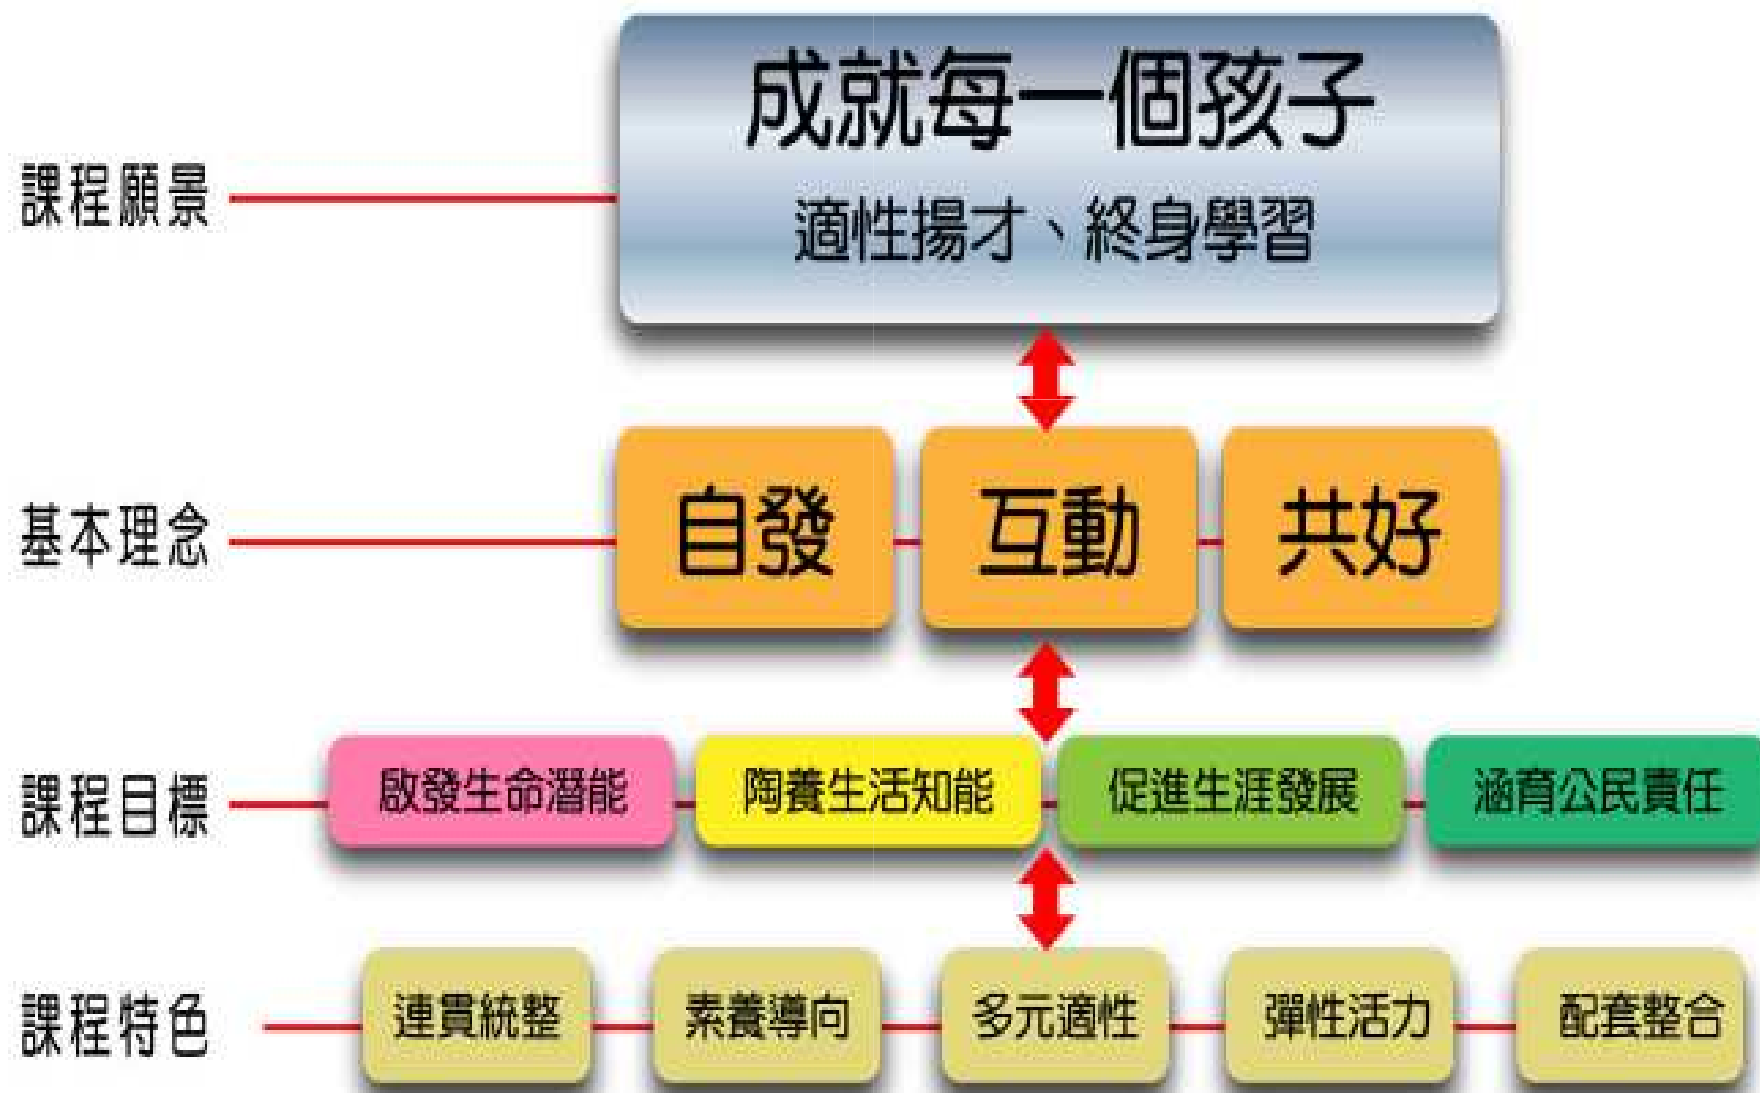 成就每一個孩子
課程願景
適性揚才、終身學習
基本理念 自發 互動 共好
課程目標 啟發生命潛能 陶養生活知能 促進生涯發展 涵育公民責任
課程特色 連貫統整 素養導向 多元適性 彈性活力 配套整合